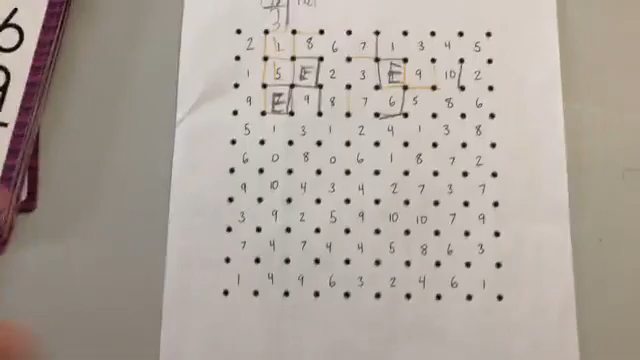 6
9
2 1 8 6 7 1 3 4 5
1 5 E 2 3 E 9 10 2
9 E 9 8 7 6 5 8 6
5 1 3 1 2 4 1 3 8
6 0 8 0 6 1 8 7 2
9 10 4 3 4 2 7 3 7
3 9 2 5 9 10 10 7 9
7 4 7 4 4 5 8 6 3
1 4 9 6 3 2 4 6 1